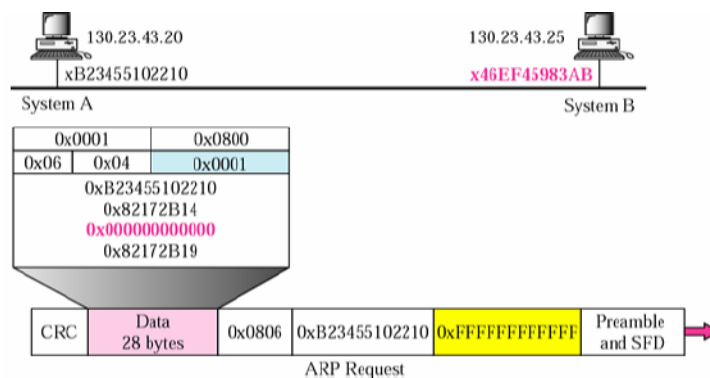 130.23.43.20
130.23.43.25
xB23455102210
x46EF45983AB
System A
System B
0x0001
0x0800
0x06
0x04
0x0001
0xB23455102210
0x82172B14
0x000000000000
0x82172B19
CRC
Data
28 bytes
0x0806
0xB23455102210
0xFFFFFFFFFFFF
Preamble
and SFD
ARP Request